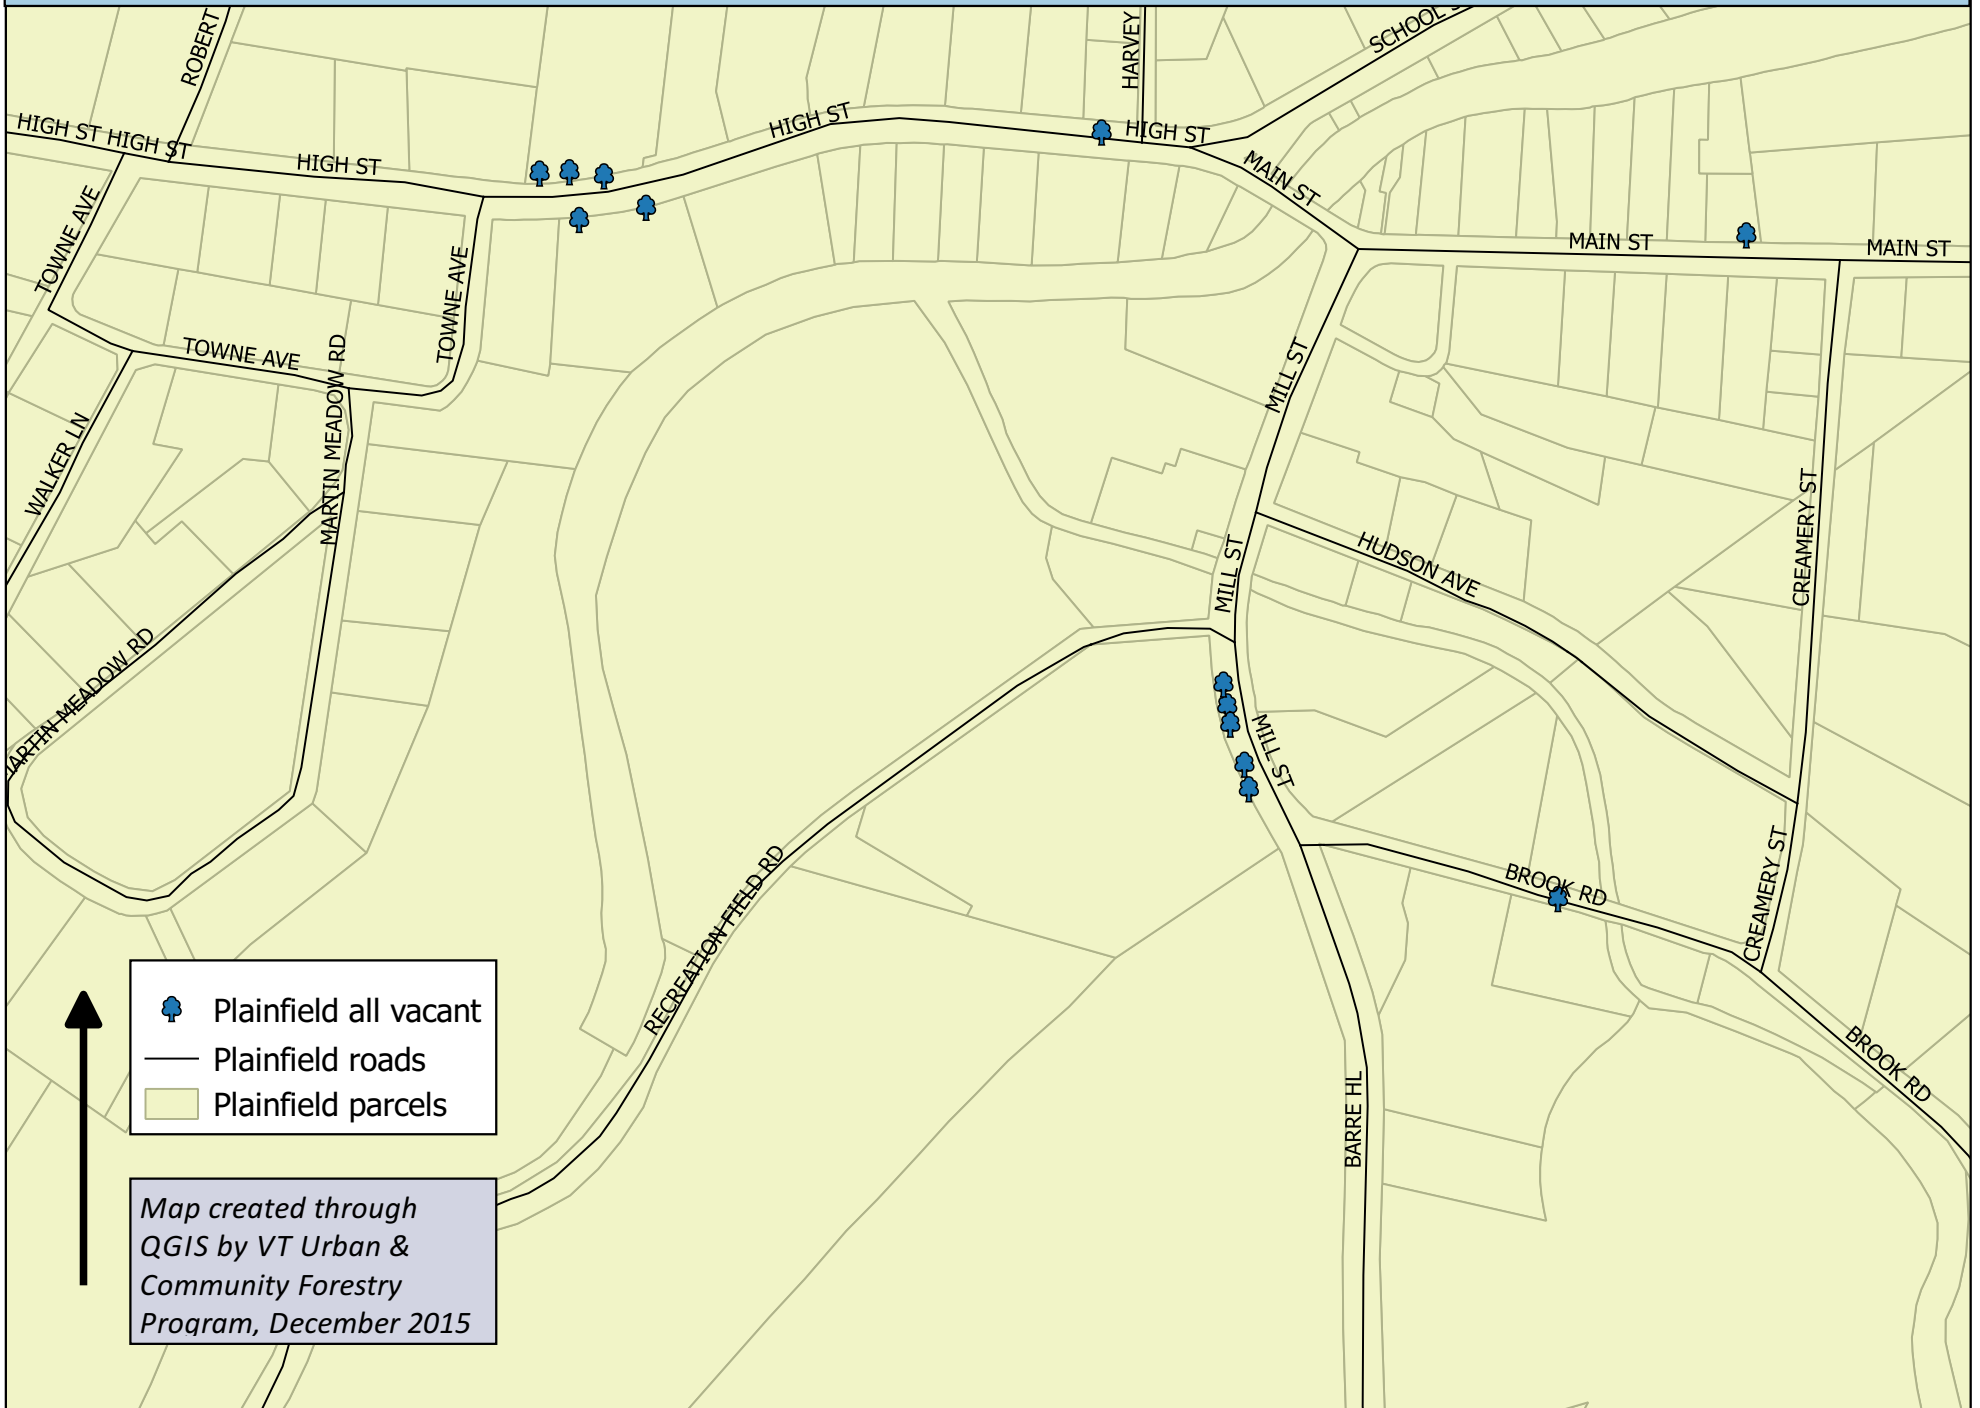 ROBERT
HARVEY
SCHOOL S
HIGH ST
HIGH ST
HIGH ST
HIGH ST
HIGH ST
MAIN ST
MAIN ST
MAIN ST
TOWNE AVE
TOWNE AVE
TOWNE AVE
MARTIN MEADOW RD
WALKER LN
MILL ST
MILL ST
HUDSON AVE
CREAMERY ST
MARTIN MEADOW RD
MILL ST
BROOK RD
CREAMERY ST
RECREATION FIELD RD
BROOK RD
BARRE HL
Plainfield all vacant
Plainfield roads
Plainfield parcels
Map created through
QGIS by VT Urban &
Community Forestry
Program, December 2015